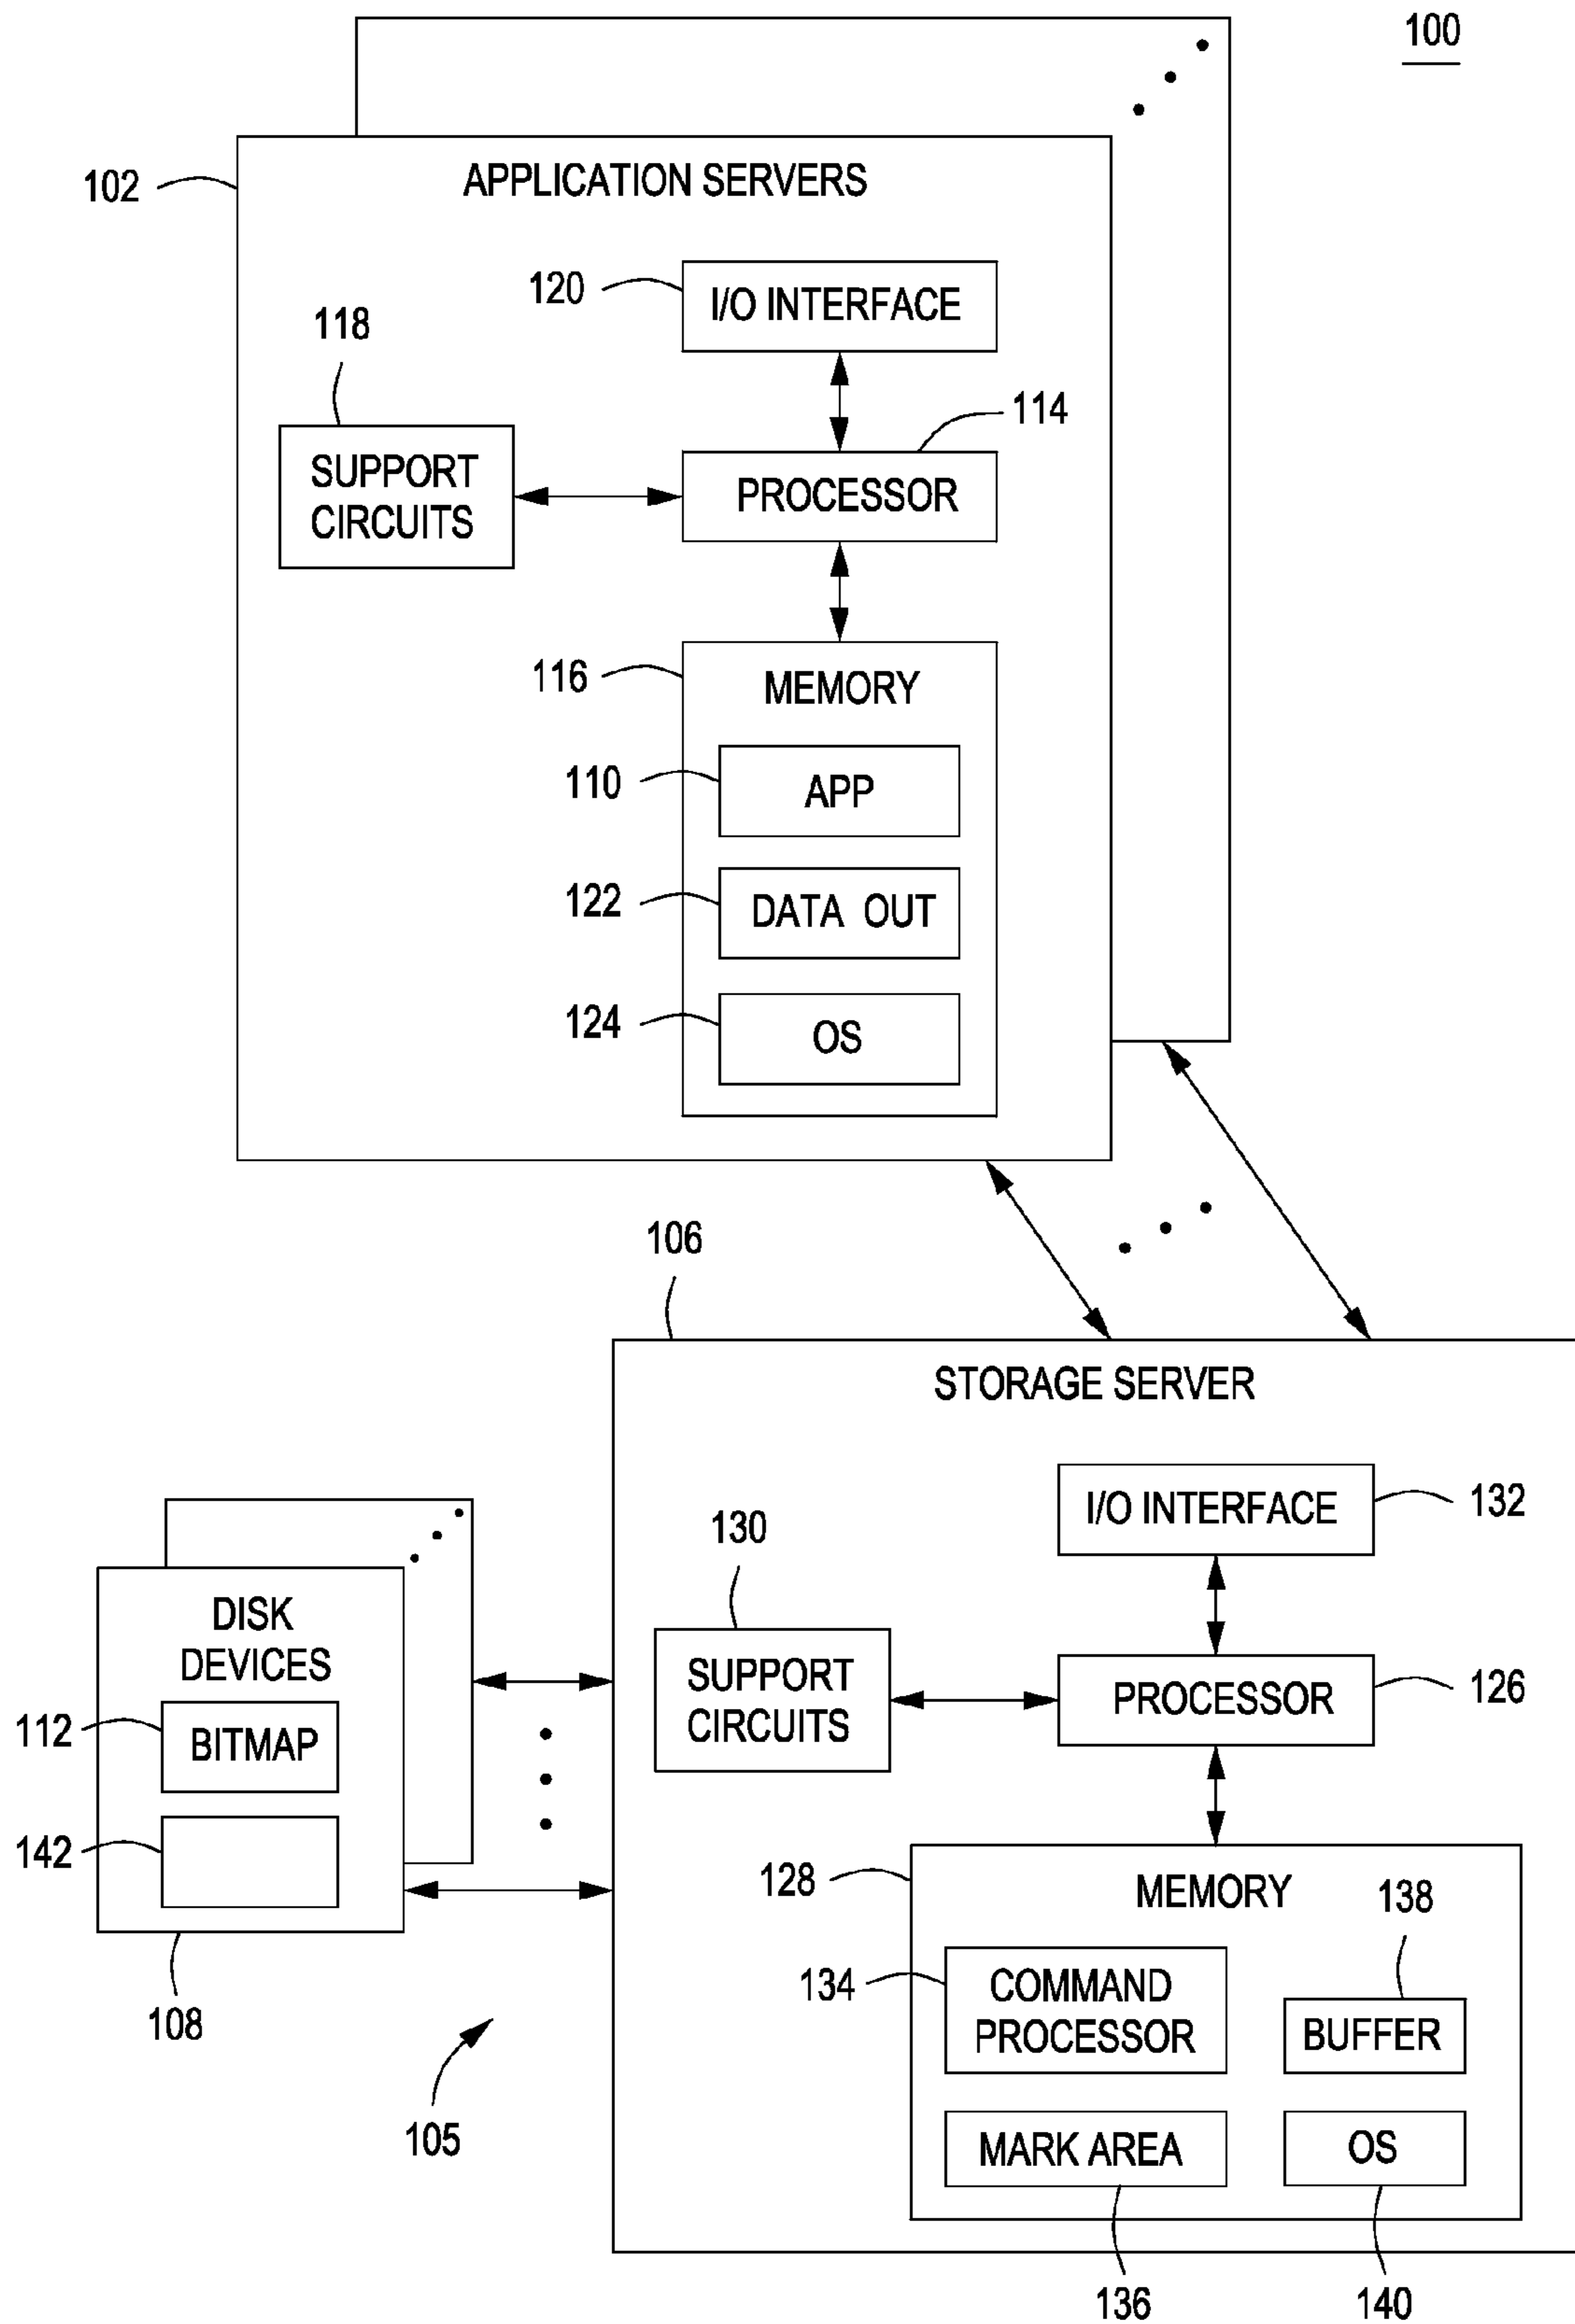 100
102
APPLICATION SERVERS
120
I/O INTERFACE
118
114
SUPPORT
CIRCUITS
PROCESSOR
116
MEMORY
110
APP
122
DATA OUT
124
OS
106
STORAGE SERVER
I/O INTERFACE
132
130
DISK
DEVICES
SUPPORT
CIRCUITS
PROCESSOR
126
112
BITMAP
142
128
MEMORY
138
134
COMMAND
PROCESSOR
BUFFER
108
105
MARK AREA
OS
136
140